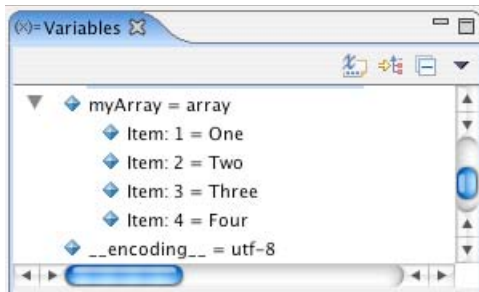 (x)= Variables
myArray = array
Item: 1 = One
Item: 2 = Two
Item: 3 = Three
Item: 4 = Four
__encoding__ = utf-8